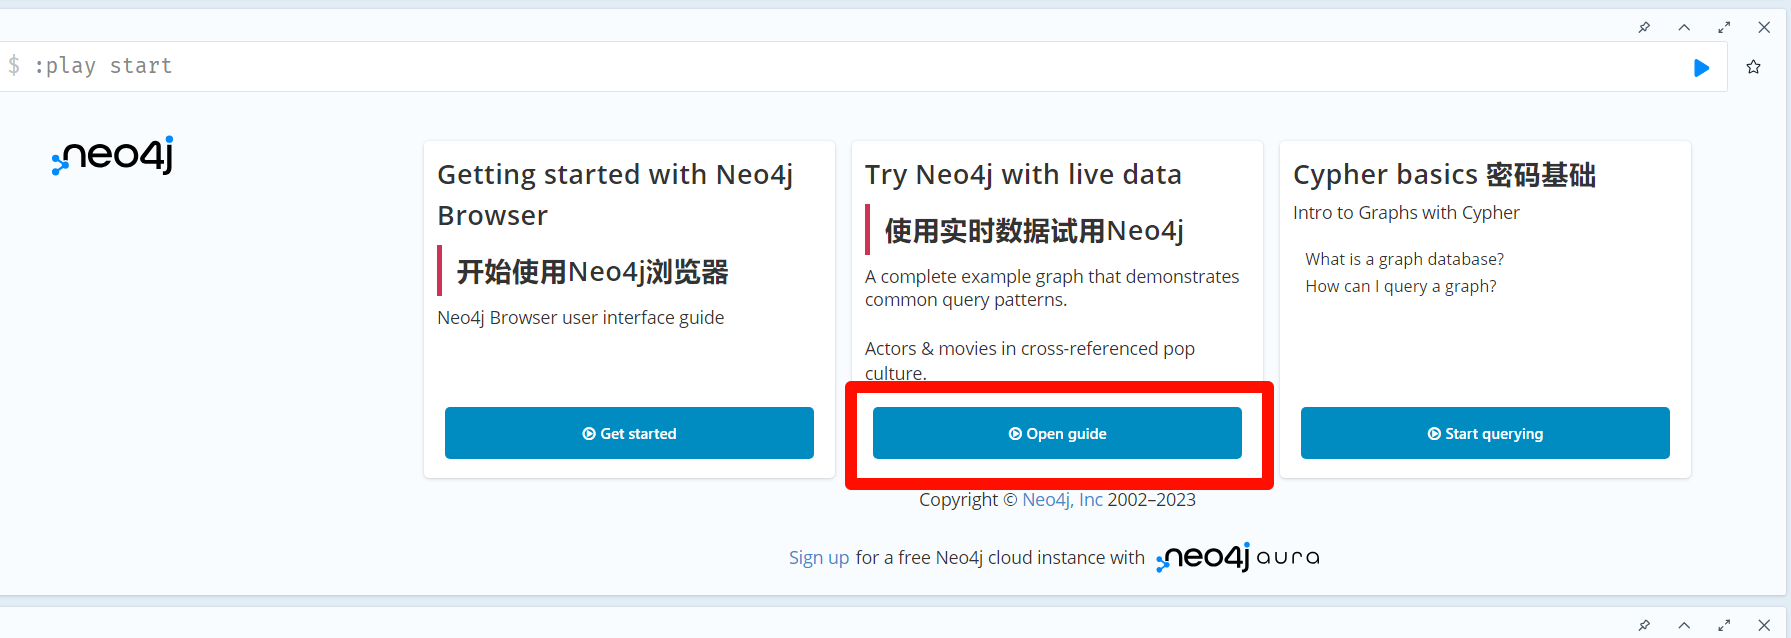 $ :play start
neo4j
Getting started with Neo4j
Browser
开始使用Neo4j浏览器
Neo4j Browser user interface guide
Get started
Try Neo4j with live data
使用实时数据试用Neo4j
A complete example graph that demonstrates
common query patterns.
Actors & movies in cross-referenced pop
culture.
Open guide
Cypher basics 密码基础
Intro to Graphs with Cypher
What is a graph database?
How can I query a graph?
Start querying
Copyright © Neo4j, Inc 2002–2023
Sign up for a free Neo4j cloud instance with neo4j aura